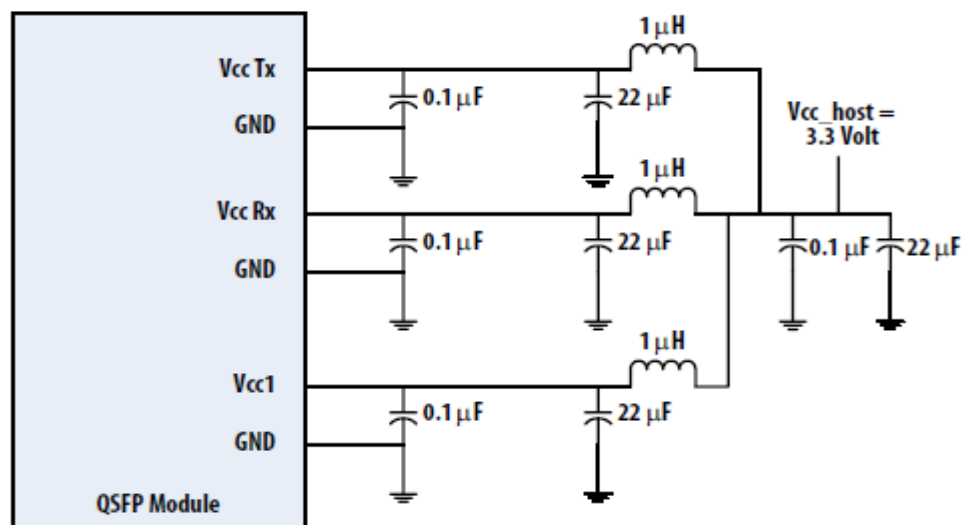 1 μH
Vcc Tx
0.1 μF
22 μF
Vcc_host =
3.3 Volt
GND
1 μH
Vcc Rx
0.1 μF
22 μF
0.1 μF
22 μF
GND
1 μH
Vcc1
0.1 μF
22 μF
GND
QSFP Module